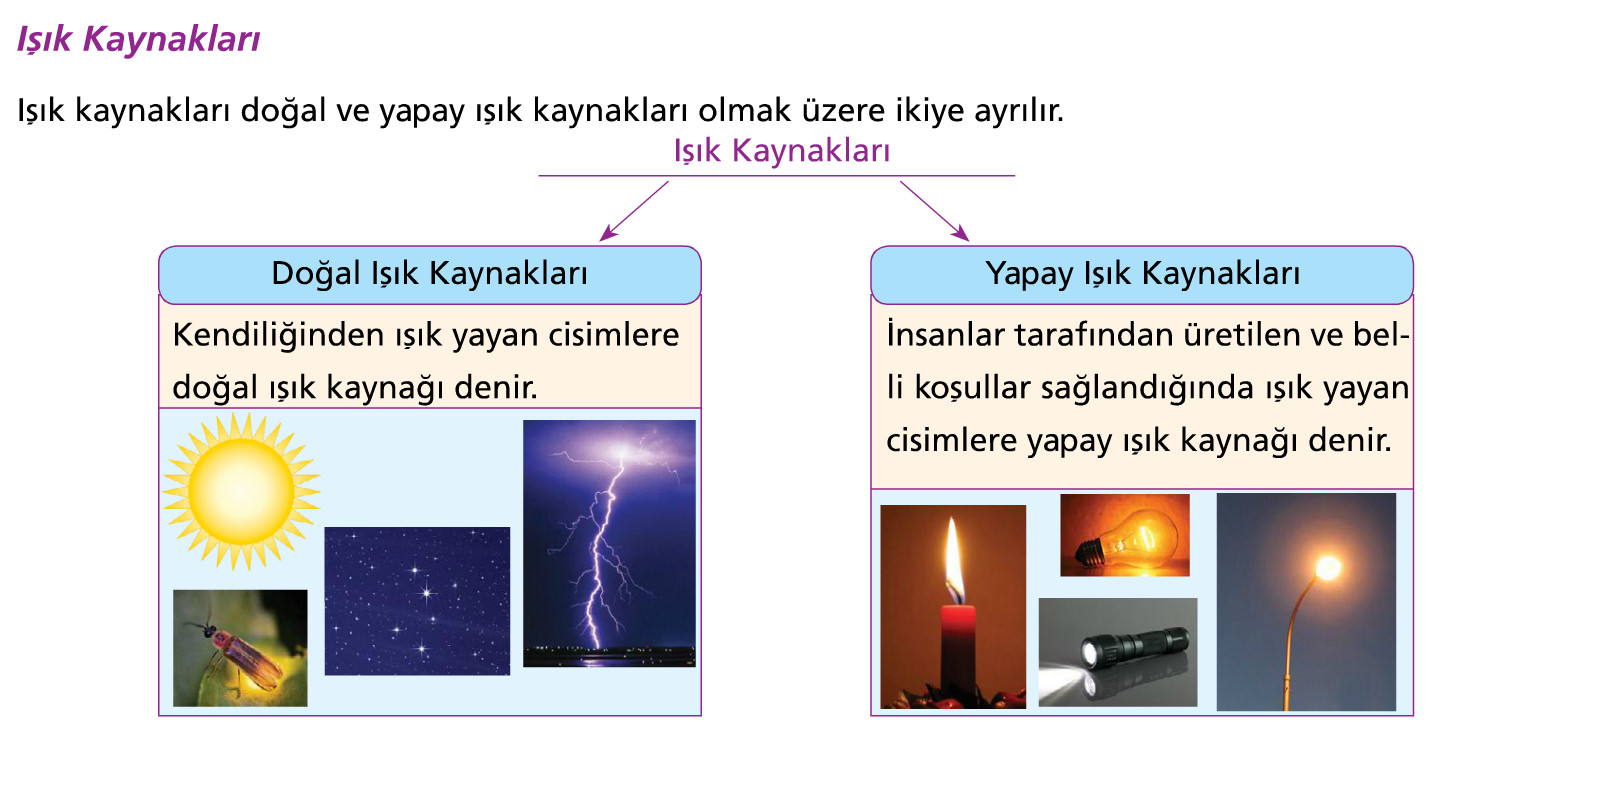 Işık Kaynakları
Işık kaynakları doğal ve yapay ışık kaynakları olmak üzere ikiye ayrılır.
Işık Kaynakları
Doğal Işık Kaynakları
Kendiliğinden ışık yayan cisimlere
doğal ışık kaynağı denir.
Yapay Işık Kaynakları
İnsanlar tarafından üretilen ve bel-
li koşullar sağlandığında ışık yayan
cisimlere yapay ışık kaynağı denir.